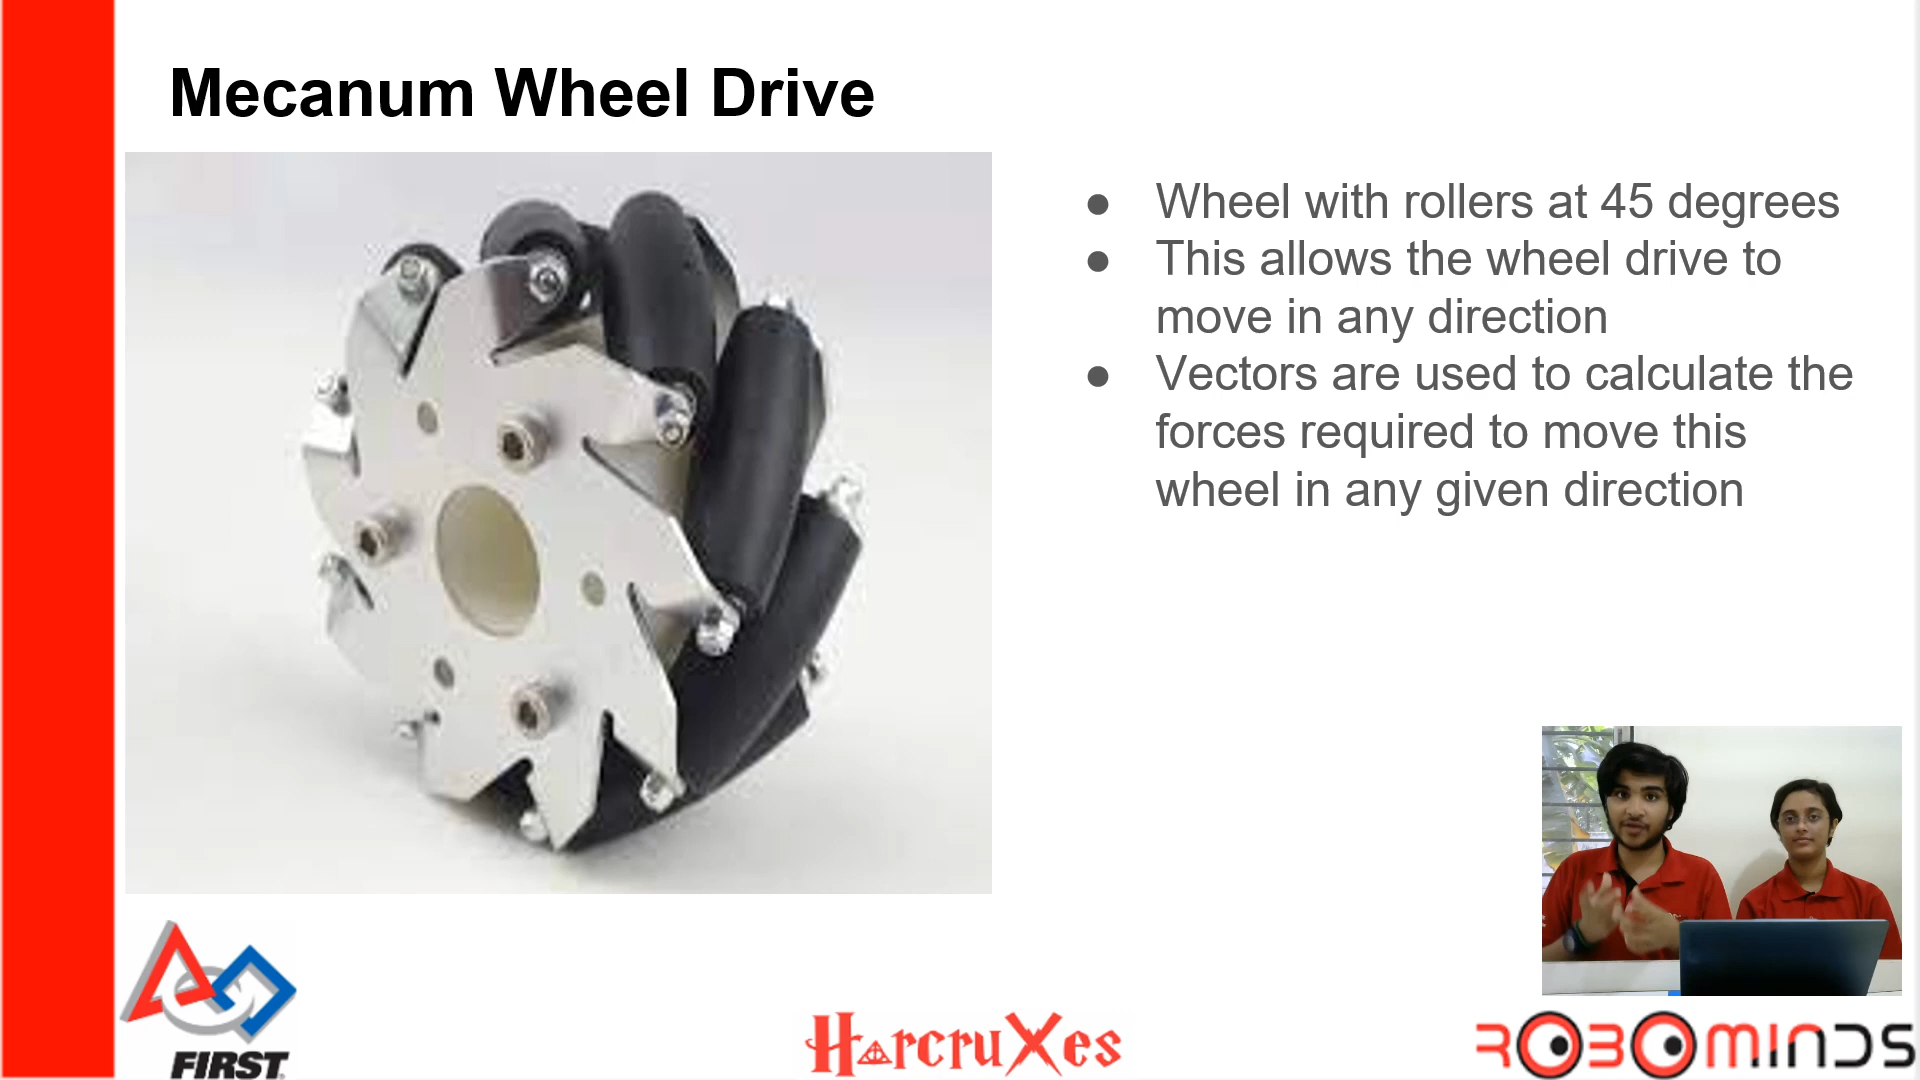 Mecanum Wheel Drive
● Wheel with rollers at 45 degrees
● This allows the wheel drive to
move in any direction
● Vectors are used to calculate the
forces required to move this
wheel in any given direction
FIRST
HarcruXes
ROBOMINDS